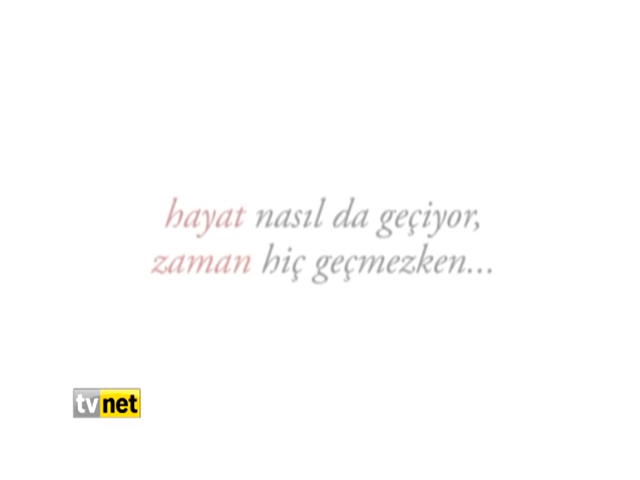 hayat nasıl da geçiyor,
zaman hiç geçmezken...
tvnet